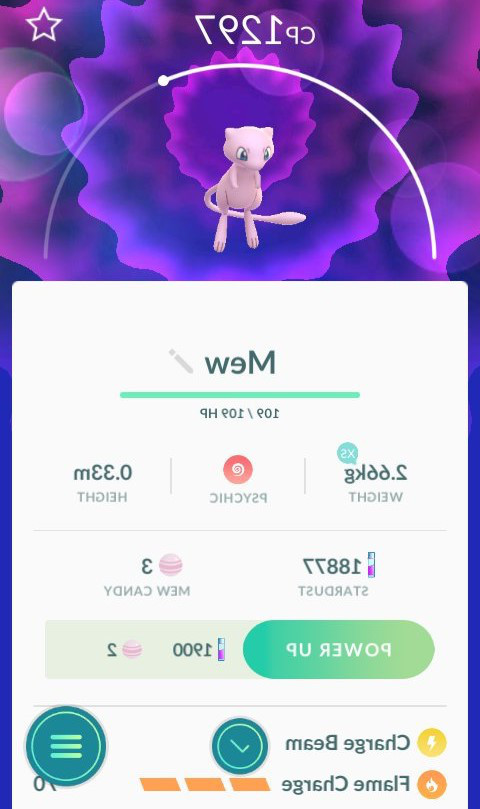 CP1297
Mew
109 / 109 HP
XS
2.66kg
0.33m
WEIGHT
PSYCHIC
HEIGHT
18877
3
STARDUST
MEW CANDY
POWER UP
1900
2
Charge Beam
Flame Charge
70